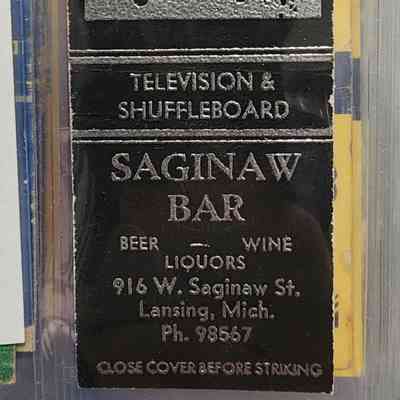 TELEVISION &
SHUFFLEBOARD
SAGINAW
BAR
BEER - WINE
LIQUORS
916 W. Saginaw St.
Lansing, Mich.
Ph. 98567
CLOSE COVER BEFORE STRIKING